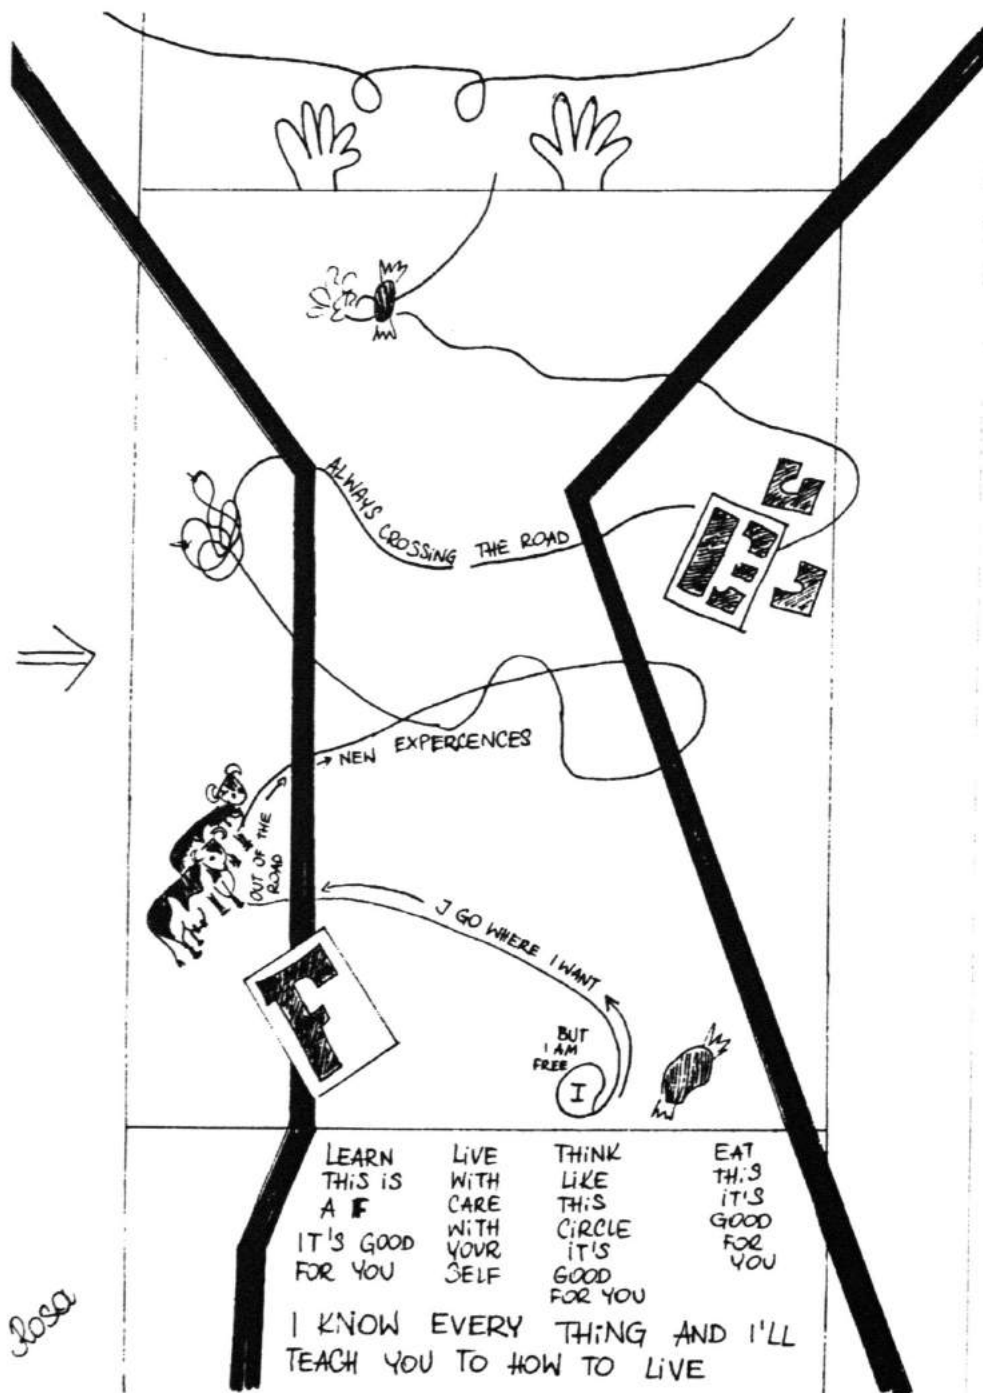 ALWAYS CROSSING THE ROAD
→ NEW EXPERCENCES
OUT OF THE →
ROAD
J GO WHERE I WANT
F
BUT
I AM
FREE
I
LEARN
THIS IS
A F
IT'S GOOD
FOR YOU
LIVE
WITH
CARE
WITH
YOUR
SELF
THINK
LIKE
THIS
CIRCLE
IT'S
GOOD
FOR YOU
EAT
THIS
IT'S
GOOD
FOR
YOU
I KNOW EVERY THING AND I'LL
TEACH YOU TO HOW TO LIVE
Rosa